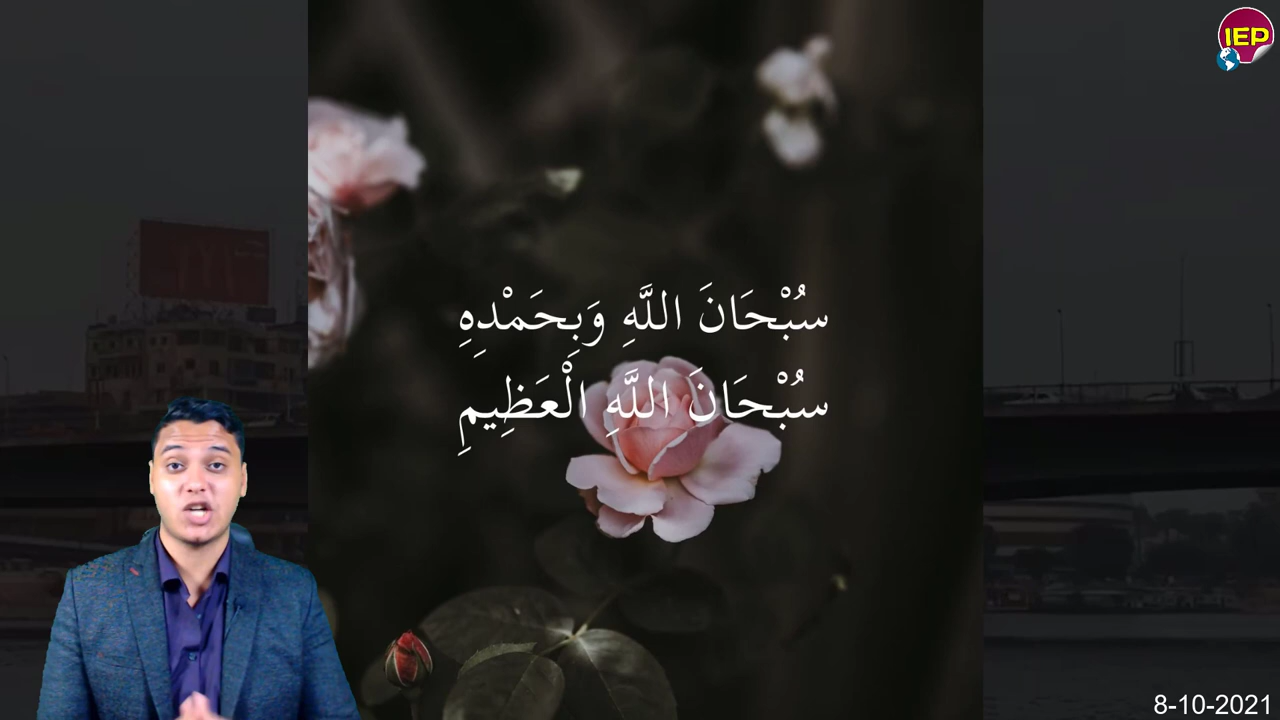 IEP
سُبْحَانَ اللَّهِ وَبِحَمْدِهِ
سُبْحَانَ اللَّهِ الْعَظِيمِ
8-10-2021